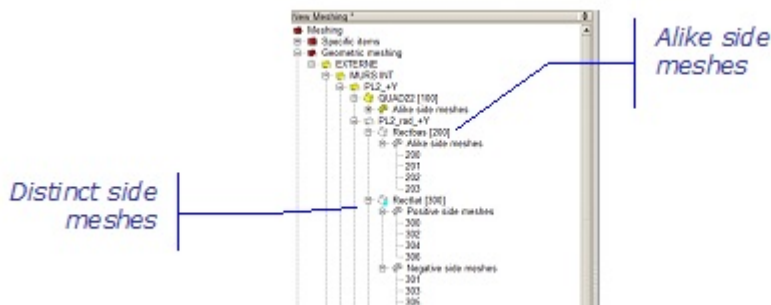 New Meshing *
Meshing
Specific items
Geometric meshing
EXTERNE
MURS INT
PL2_+Y
QUAD22 [100]
Alike side meshes
PL2_rad_+Y
Rectbas [200]
Alike side meshes
200
201
202
203
Rectlat [300]
Positive side meshes
300
302
304
306
Negative side meshes
301
303
305
Alike side
meshes
Distinct side
meshes